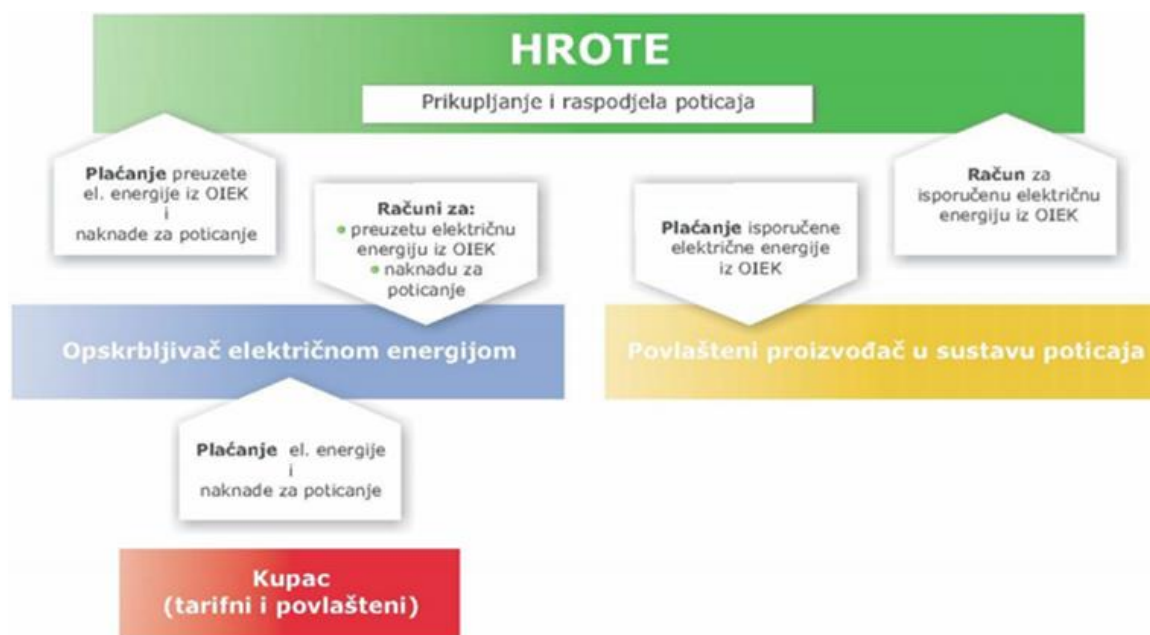 HROTE
Prikupljanje i raspodjela poticaja
Plaćanje preuzete
el. energije iz OIEK
i
naknade za poticanje
Računi za:
• preuzetu električnu
energiju iz OIEK
• naknadu za
poticanje
Plaćanje isporučene
električne energije
iz OIEK
Račun za
isporučenu električnu
energiju iz OIEK
Opskrbljivač električnom energijom
Povlašteni proizvođač u sustavu poticaja
Plaćanje el. energije
i
naknade za poticanje
Kupac
(tarifni i povlašteni)